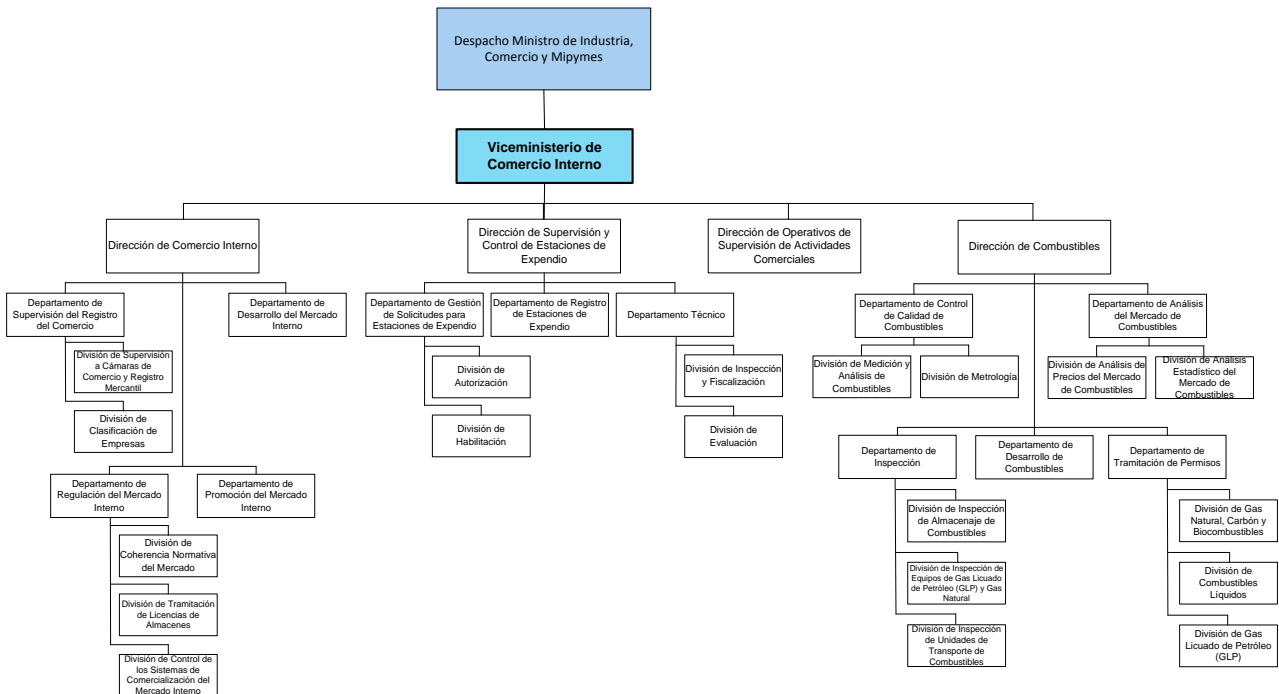 Despacho Ministro de Industria,
Comercio y Mipymes
Viceministerio de
Comercio Interno
Dirección de Comercio Interno
Dirección de Supervisión y
Control de Estaciones de
Expendio
Dirección de Operativos de
Supervisión de Actividades
Comerciales
Dirección de Combustibles
Departamento de
Supervisión del Registro
del Comercio
Departamento de
Desarrollo del Mercado
Interno
Departamento de Gestión
de Solicitudes para
Estaciones de Expendio
Departamento de Registro
de Estaciones de
Expendio
Departamento Técnico
Departamento de Control
de Calidad de
Combustibles
Departamento de Análisis
del Mercado de
Combustibles
División de Supervisión
a Cámaras de
Comercio y Registro
Mercantil
División de
Autorización
División de Inspección
y Fiscalización
División de Medición y
Análisis de
Combustibles
División de Metrología
División de Análisis de
Precios del Mercado
de Combustibles
División de Análisis
Estadístico del
Mercado de
Combustibles
División de
Clasificación de
Empresas
División de
Habilitación
División de
Evaluación
Departamento de
Inspección
Departamento de
Desarrollo de
Combustibles
Departamento de
Tramitación de Permisos
Departamento de
Regulación del Mercado
Interno
Departamento de
Promoción del Mercado
Interno
División de
Coherencia Normativa
del Mercado
División de Inspección
de Almacenaje de
Combustibles
División de Gas
Natural, Carbón y
Biocombustibles
División de Tramitación
de Licencias de
Almacenes
División de Inspección de
Equipos de Gas Licuado
de Petróleo (GLP) y Gas
Natural
División de
Combustibles
Líquidos
División de Control de
los Sistemas de
Comercialización del
Mercado Interno
División de Inspección
de Unidades de
Transporte de
Combustibles
División de Gas
Licuado de Petróleo
(GLP)